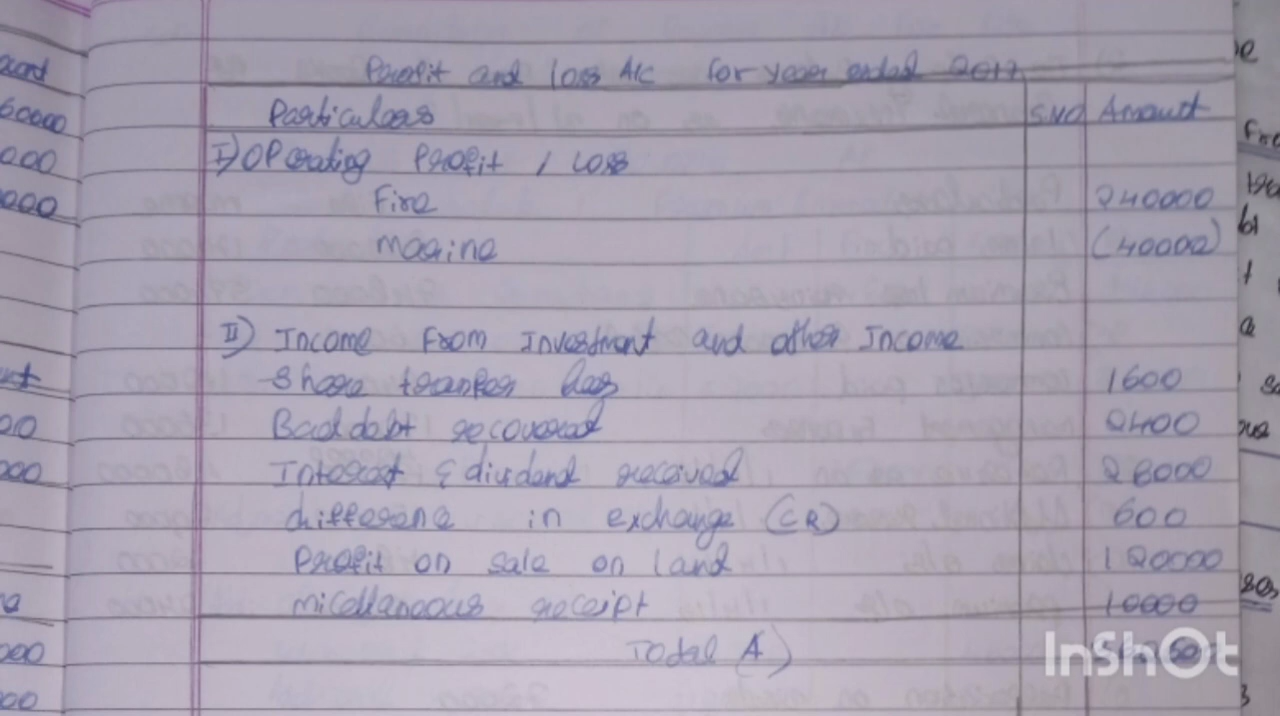 Profit and loss A/c for year ended 2017
Particulars S.NO Amount
I) Operating Profit / Loss
Fire 240000
marine (40000)
II) Income From Investment and other Income
Share transfer fees 1600
Bad debt recovered 2400
Interest & dividend received 28000
difference in exchange (CR) 600
Profit on sale on land 120000
micellaneous receipt 10000
Total A)
InShOt